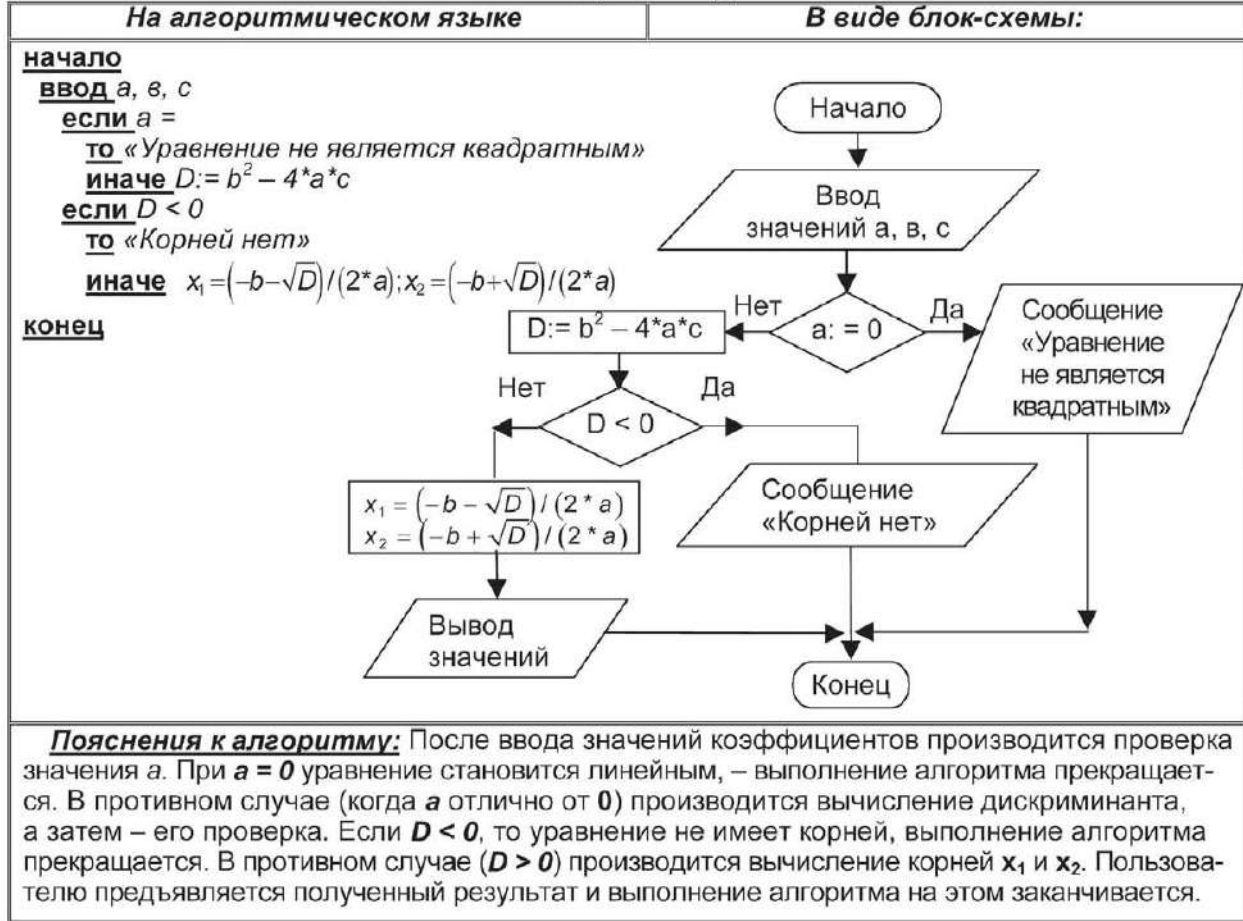 На алгоритмическом языке
В виде блок-схемы:
начало
ввод а, в, с
если а =
то «Уравнение не является квадратным»
иначе D:= b² – 4*a*c
если D < 0
то «Корней нет»
иначе x₁=(–b–√D)/(2*a);x₂=(–b+√D)/(2*a)
конец
Начало
Ввод
значений а, в, с
Нет
a: = 0
Да
D:= b² – 4*a*c
Сообщение
«Уравнение
не является
квадратным»
Нет
D < 0
Да
x₁ = (–b – √D) / (2 * a)
x₂ = (–b + √D) / (2 * a)
Сообщение
«Корней нет»
Вывод
значений
Конец
Пояснения к алгоритму: После ввода значений коэффициентов производится проверка
значения а. При а = 0 уравнение становится линейным, – выполнение алгоритма прекращает-
ся. В противном случае (когда а отлично от 0) производится вычисление дискриминанта,
а затем – его проверка. Если D < 0, то уравнение не имеет корней, выполнение алгоритма
прекращается. В противном случае (D > 0) производится вычисление корней x₁ и x₂. Пользова-
телю предъявляется полученный результат и выполнение алгоритма на этом заканчивается.